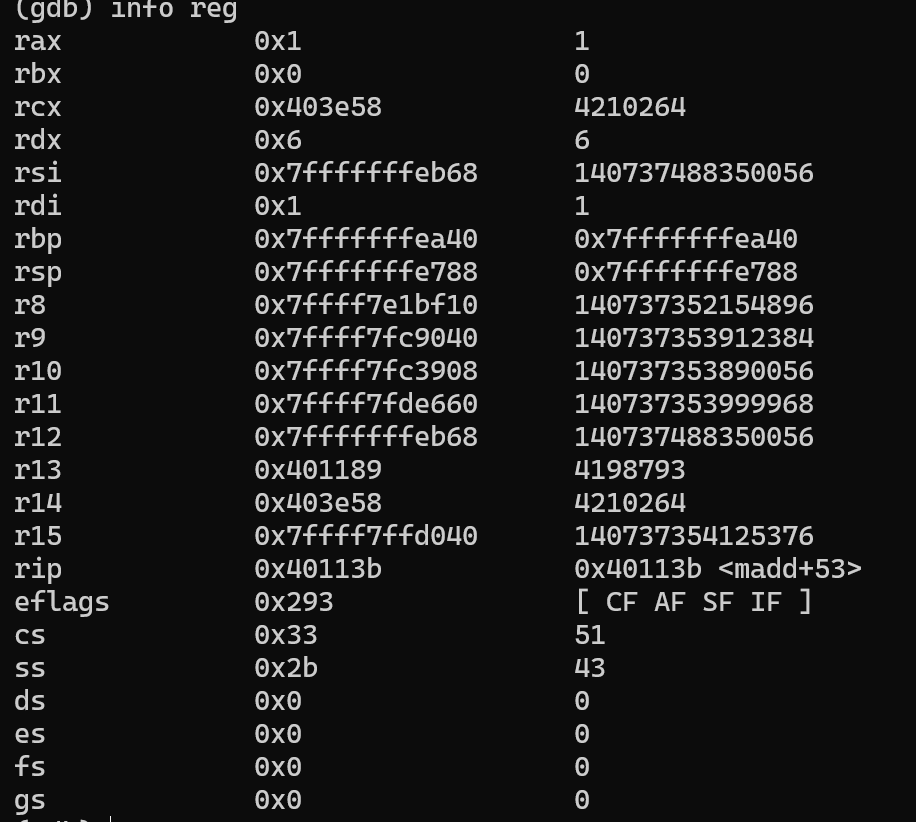 (gdb) info reg
rax 0x1 1
rbx 0x0 0
rcx 0x403e58 4210264
rdx 0x6 6
rsi 0x7fffffffeb68 140737488350056
rdi 0x1 1
rbp 0x7fffffffea40 0x7fffffffea40
rsp 0x7fffffffe788 0x7fffffffe788
r8 0x7ffff7e1bf10 140737352154896
r9 0x7ffff7fc9040 140737353912384
r10 0x7ffff7fc3908 140737353890056
r11 0x7ffff7fde660 140737353999968
r12 0x7fffffffeb68 140737488350056
r13 0x401189 4198793
r14 0x403e58 4210264
r15 0x7ffff7ffd040 140737354125376
rip 0x40113b 0x40113b <madd+53>
eflags 0x293 [ CF AF SF IF ]
cs 0x33 51
ss 0x2b 43
ds 0x0 0
es 0x0 0
fs 0x0 0
gs 0x0 0